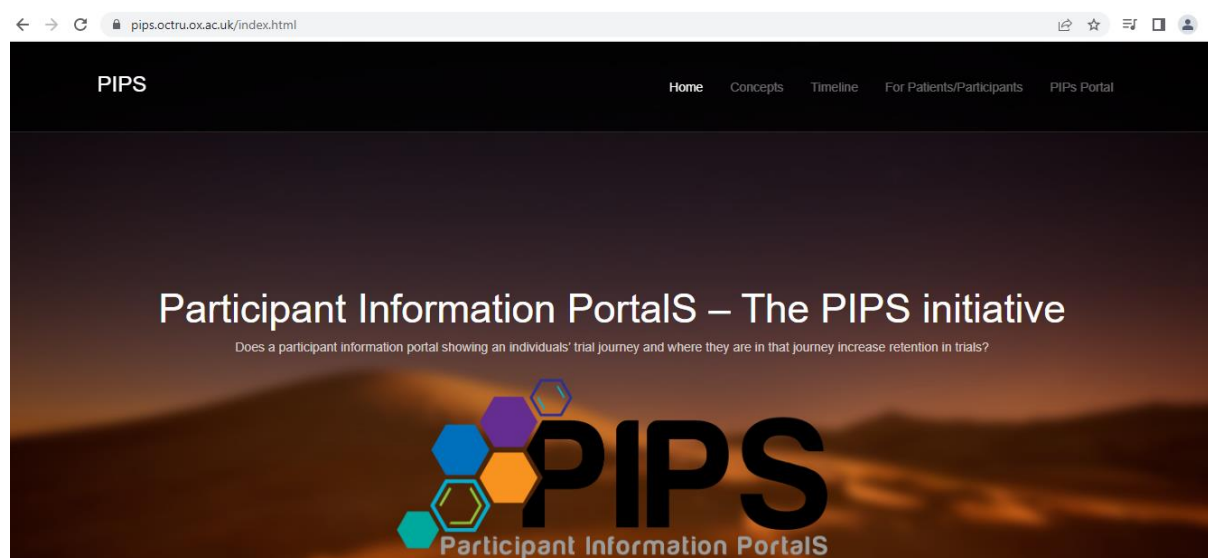 pips.octru.ox.ac.uk/index.html
PIPS
Home Concepts Timeline For Patients/Participants PIPs Portal
Participant Information PortalS – The PIPS initiative
Does a participant information portal showing an individuals' trial journey and where they are in that journey increase retention in trials?
PIPS
Participant Information PortalS